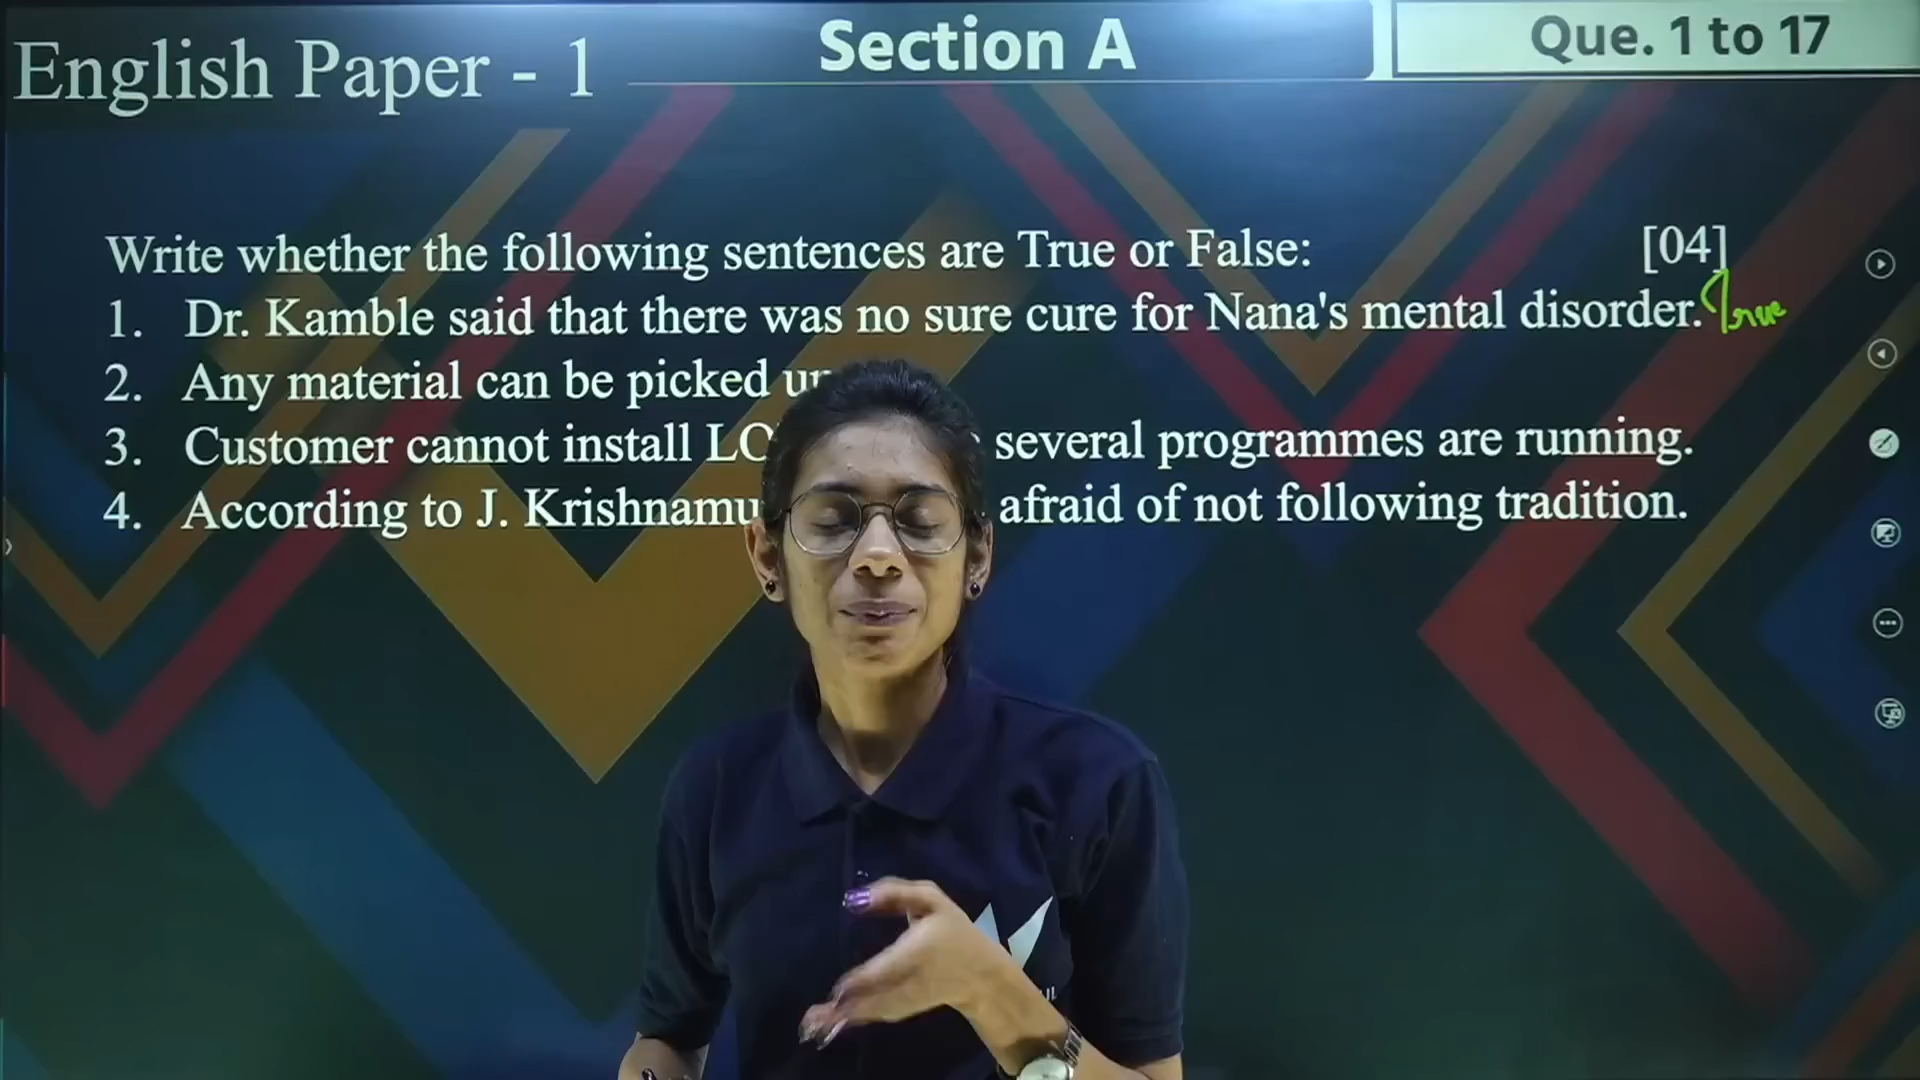 English Paper - 1
Section A
Que. 1 to 17
Write whether the following sentences are True or False: [04]
1. Dr. Kamble said that there was no sure cure for Nana's mental disorder. True
2. Any material can be picked
3. Customer cannot install several programmes are running.
4. According to J. afraid of not following tradition.